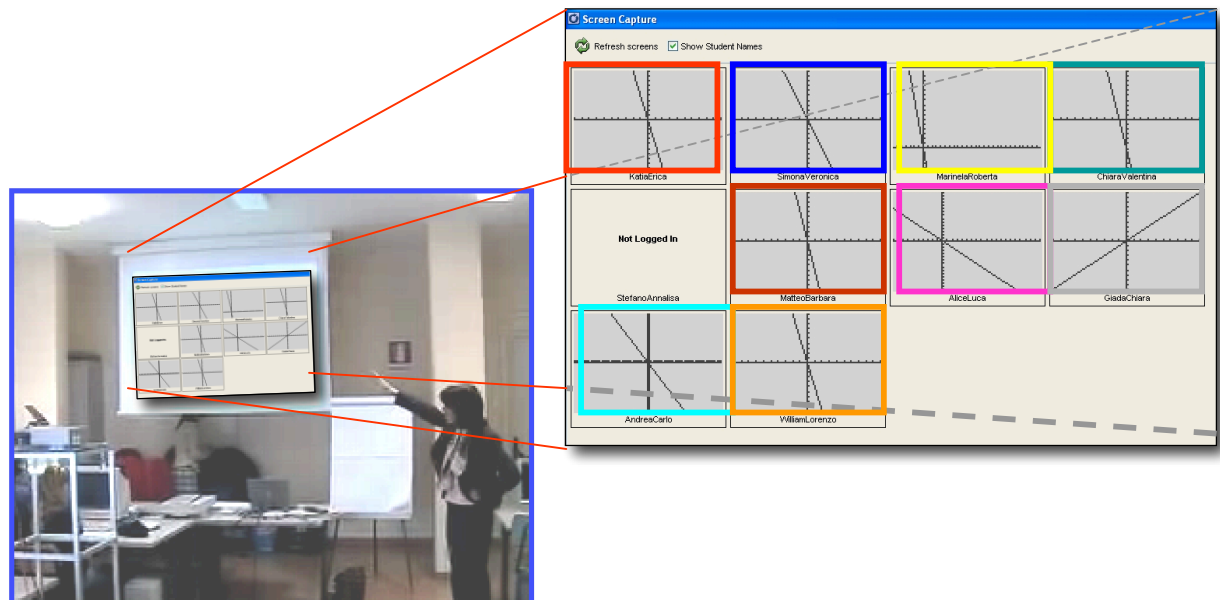 Screen Capture
Refresh screens Show Student Names
KatiaErica
SimonaVeronica
MarinelaRoberta
ChiaraValentina
Not Logged In
StefanoAnnalisa
MatteoBarbara
AliceLuca
GiadaChiara
AndreaCarlo
WilliamLorenzo